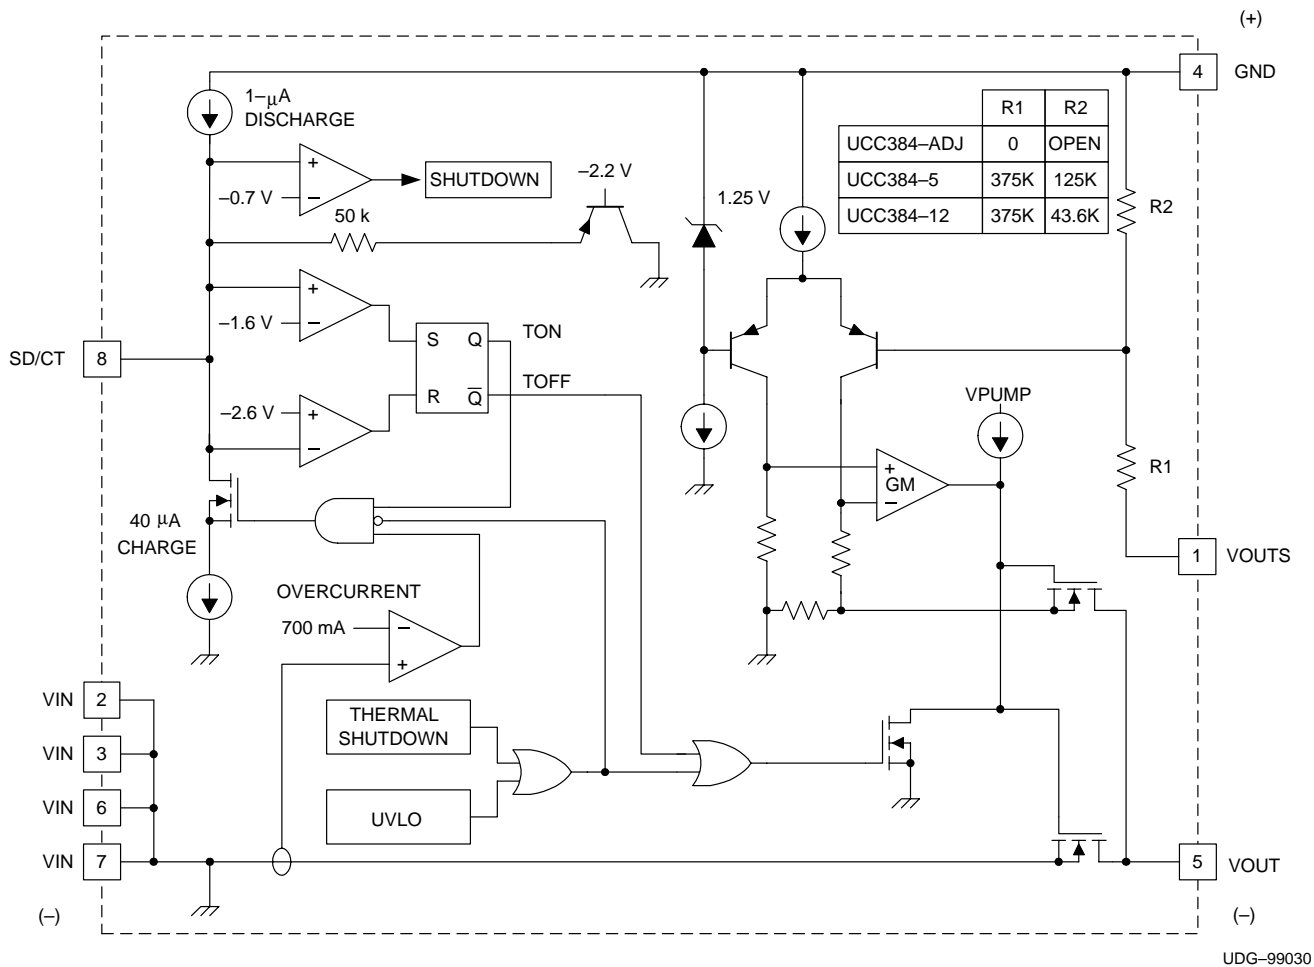 (+)
4
GND
1–μA
DISCHARGE
R1
R2
UCC384–ADJ
0
OPEN
UCC384–5
375K
125K
UCC384–12
375K
43.6K
+
–0.7 V
–
SHUTDOWN
–2.2 V
1.25 V
R2
50 k
+
–1.6 V
–
S
Q
TON
SD/CT
8
R
Q̅
TOFF
–2.6 V
+
–
VPUMP
+
GM
–
R1
40 μA
CHARGE
1
VOUTS
OVERCURRENT
700 mA
–
+
VIN
2
THERMAL
SHUTDOWN
VIN
3
VIN
6
UVLO
VIN
7
5
VOUT
(–)
(–)
UDG–99030